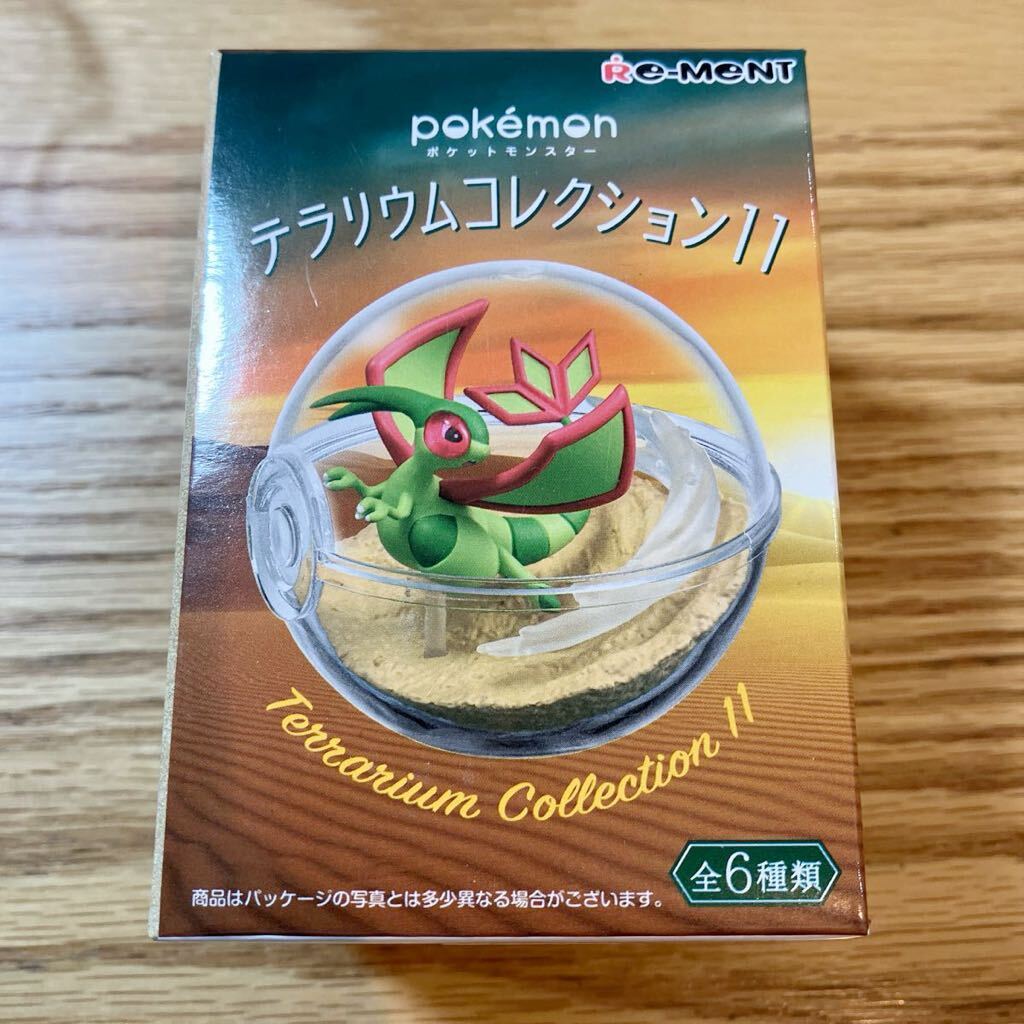 Re-MeNT
pokémon
ポケットモンスター
テラリウムコレクション11
Terrarium Collection 11
全6種類
商品はパッケージの写真とは多少異なる場合がございます。